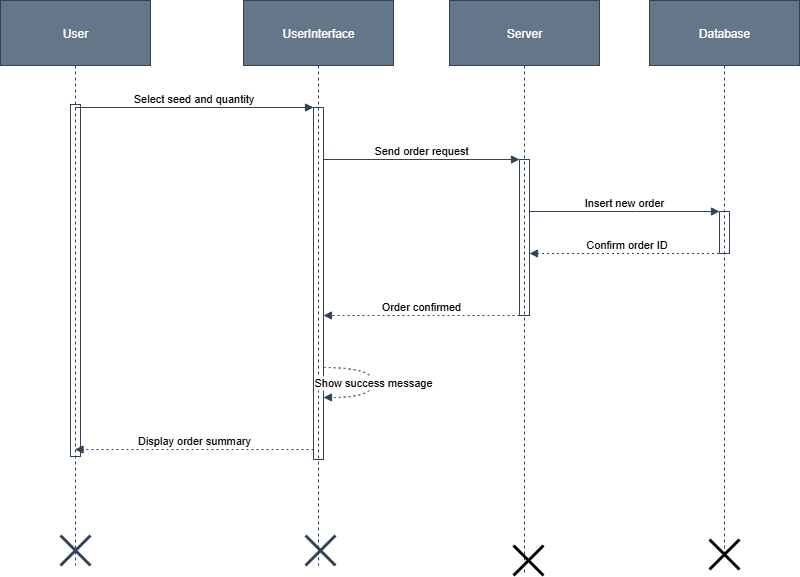 User
UserInterface
Server
Database
Select seed and quantity
Send order request
Insert new order
Confirm order ID
Order confirmed
Show success message
Display order summary